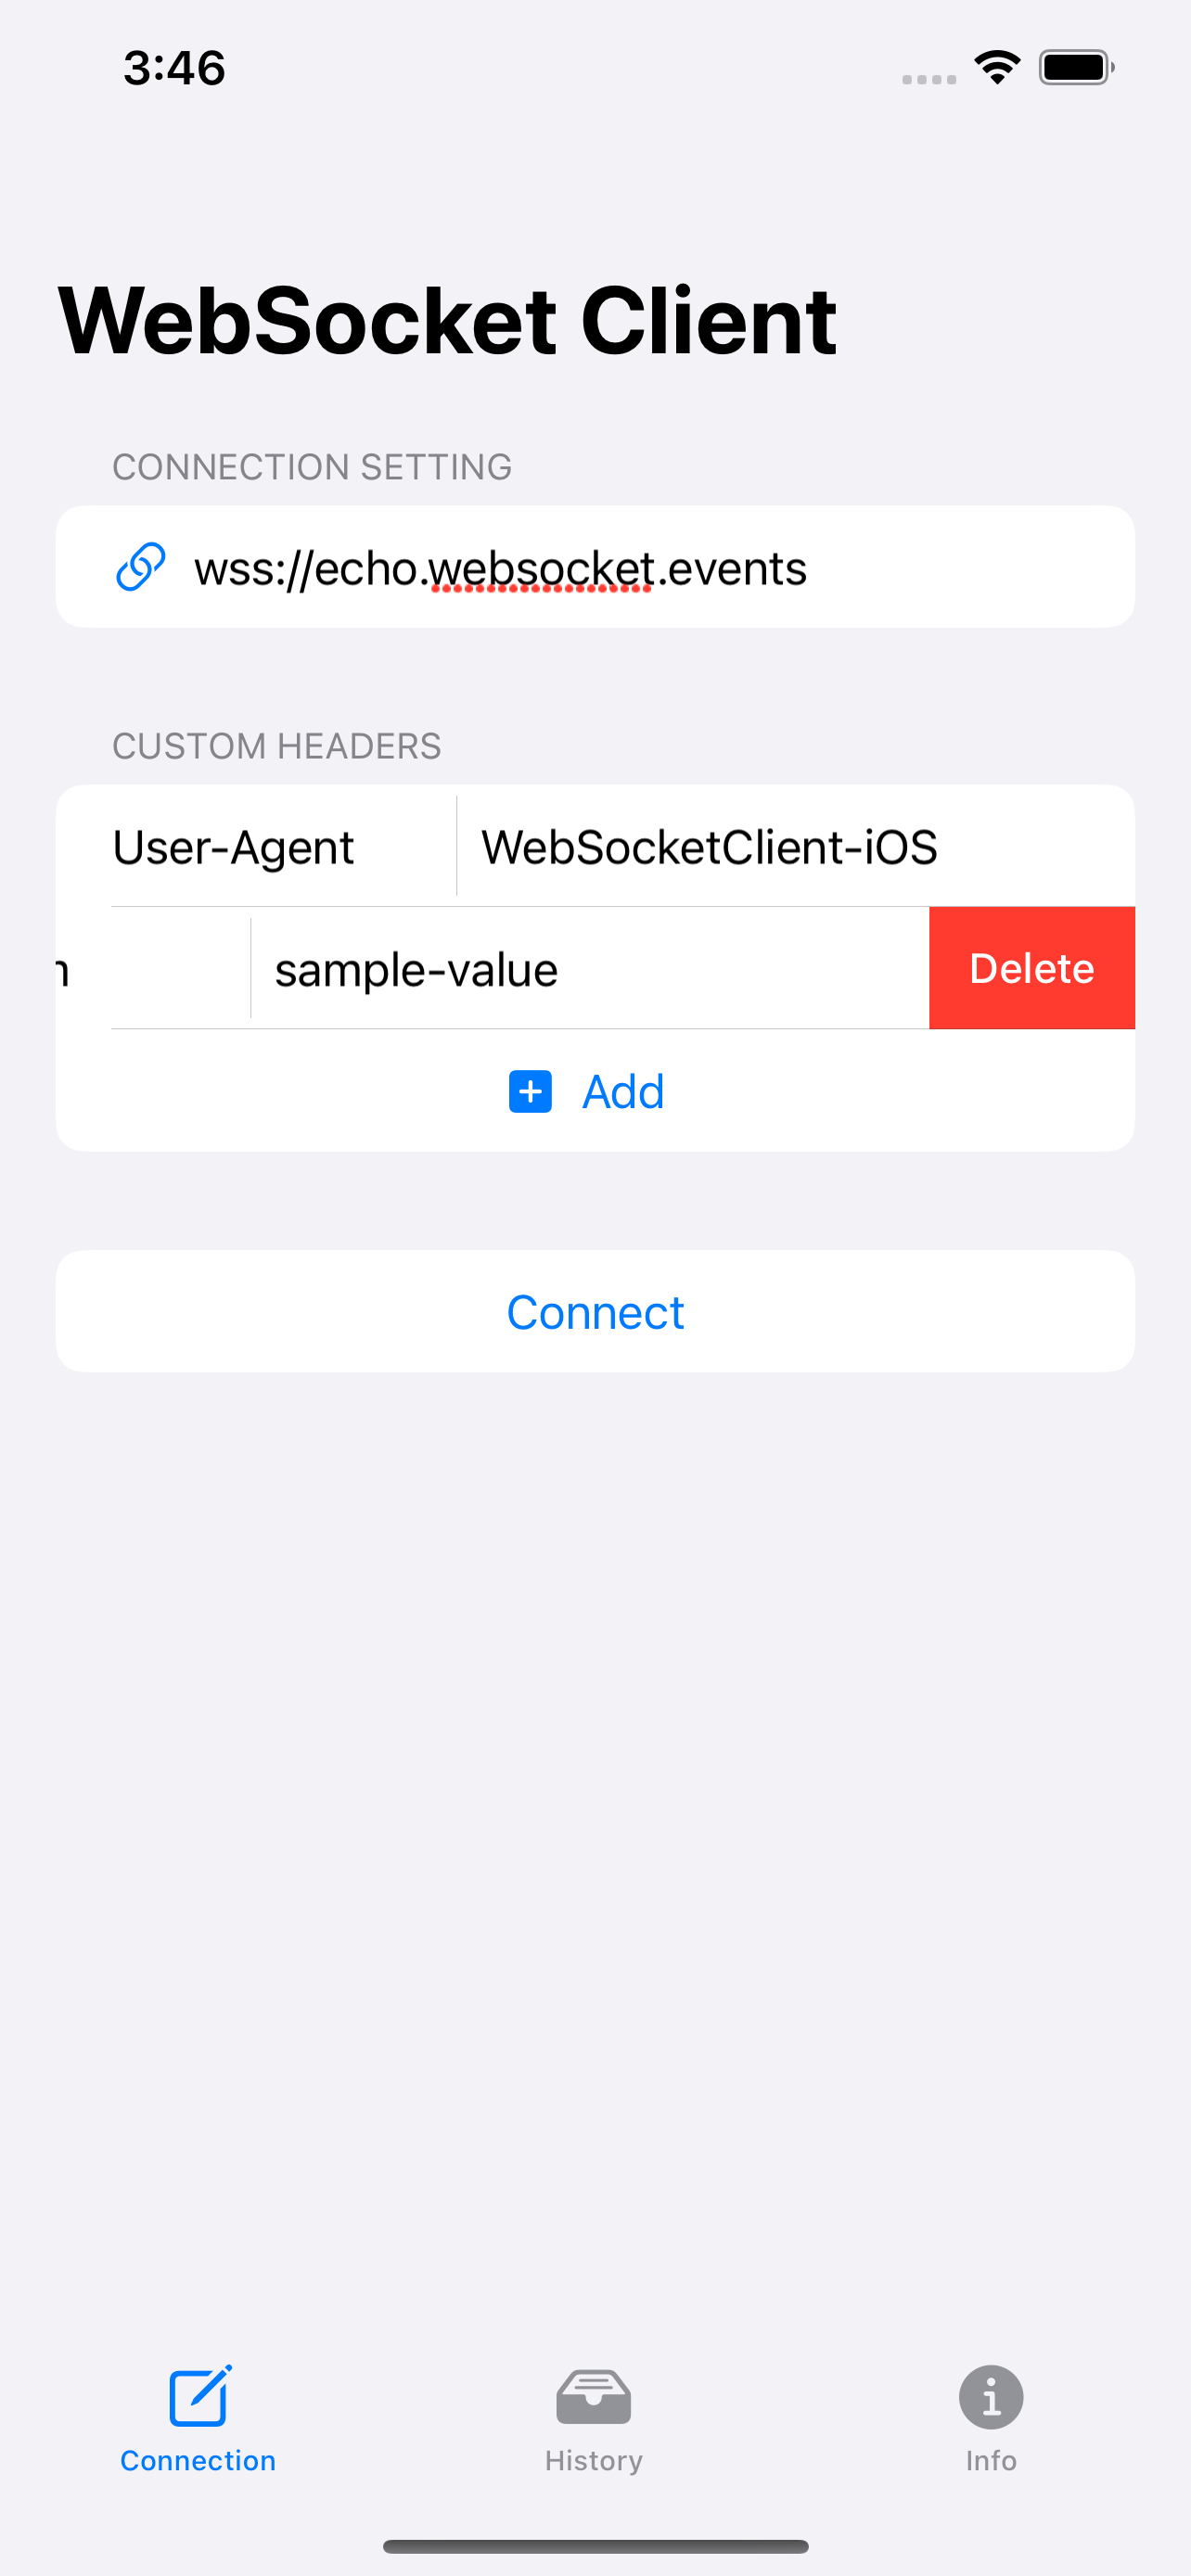 3:46
WebSocket Client
CONNECTION SETTING
wss://echo.websocket.events
CUSTOM HEADERS
User-Agent WebSocketClient-iOS
sample-value Delete
Add
Connect
Connection History Info